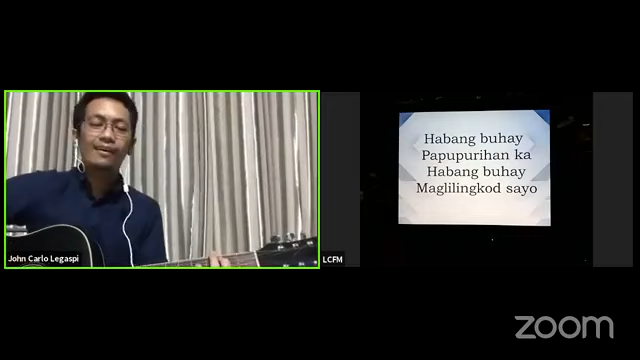 Habang buhay
Papupurihan ka
Habang buhay
Maglilingkod sayo
John Carlo Legaspi
LCFM
zoom